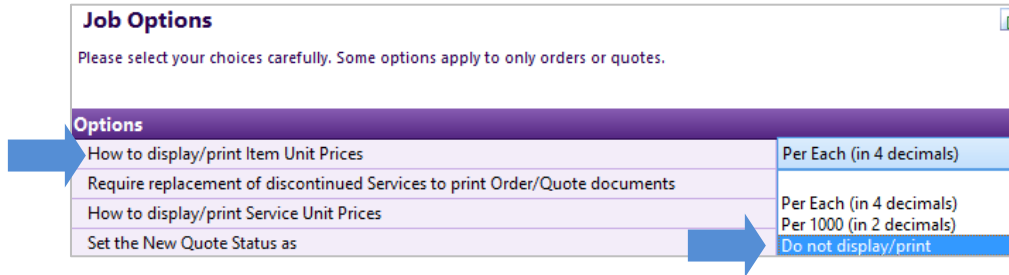 Job Options
Please select your choices carefully. Some options apply to only orders or quotes.
Options
How to display/print Item Unit Prices
Per Each (in 4 decimals)
Require replacement of discontinued Services to print Order/Quote documents
How to display/print Service Unit Prices
Per Each (in 4 decimals)
Per 1000 (in 2 decimals)
Set the New Quote Status as
Do not display/print